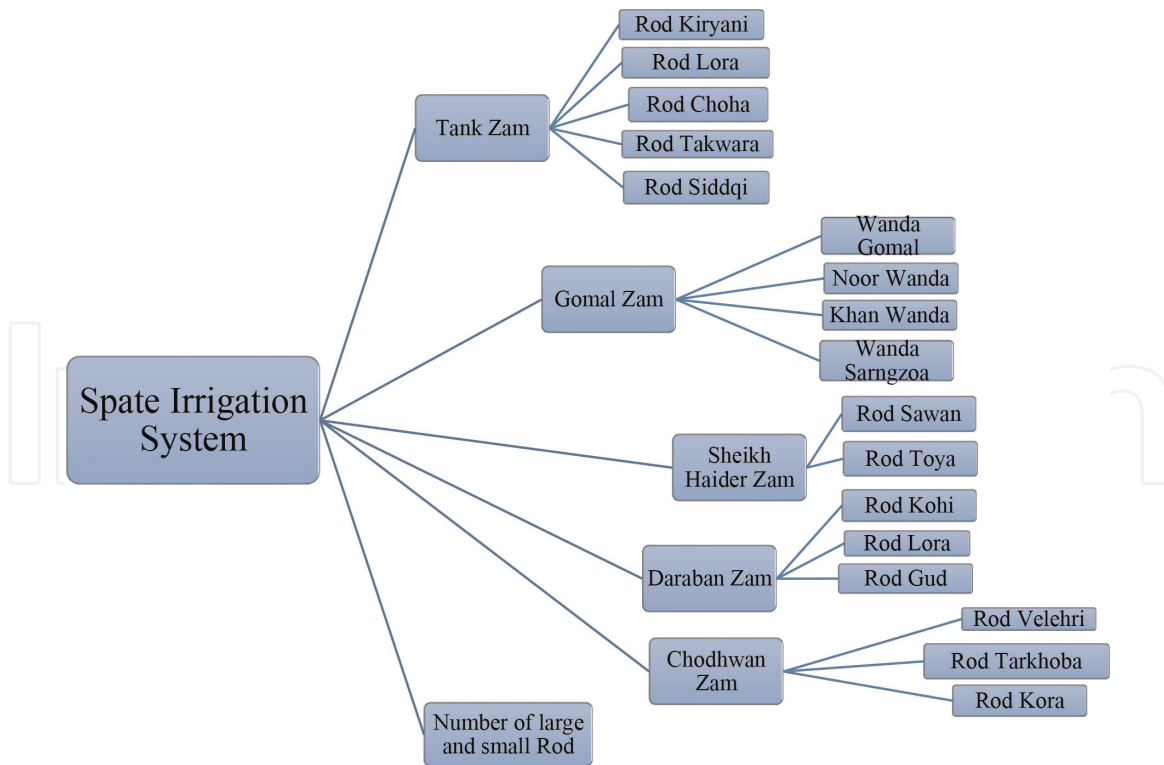 Rod Kiryani
Rod Lora
Rod Choha
Rod Takwara
Rod Siddqi
Tank Zam
Wanda
Gomal
Noor Wanda
Khan Wanda
Wanda
Sarngzoa
Gomal Zam
Spate Irrigation
System
Rod Sawan
Rod Toya
Sheikh
Haider Zam
Rod Kohi
Rod Lora
Rod Gud
Daraban Zam
Rod Velehri
Rod Tarkhoba
Rod Kora
Chodhwan
Zam
Number of large
and small Rod